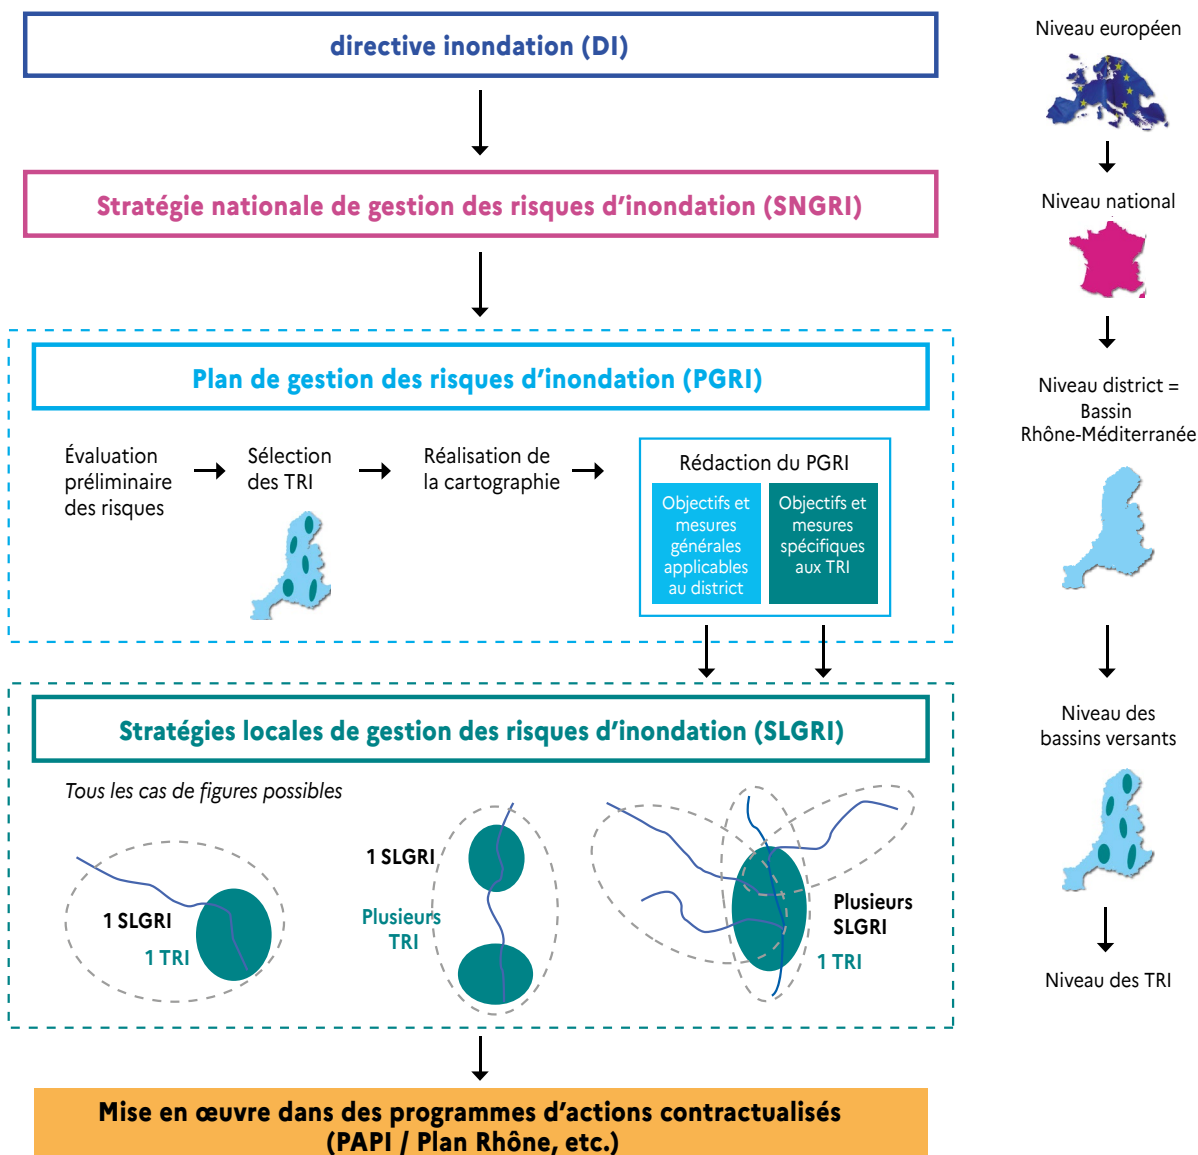 directive inondation (DI)
Stratégie nationale de gestion des risques d'inondation (SNGRI)
Plan de gestion des risques d'inondation (PGRI)
Évaluation
préliminaire
des risques
Sélection
des TRI
Réalisation de
la cartographie
Rédaction du PGRI
Objectifs et
mesures
générales
applicables
au district
Objectifs et
mesures
spécifiques
aux TRI
Stratégies locales de gestion des risques d'inondation (SLGRI)
Tous les cas de figures possibles
1 SLGRI
1 TRI
1 SLGRI
Plusieurs
TRI
Plusieurs
SLGRI
1 TRI
Mise en œuvre dans des programmes d'actions contractualisés
(PAPI / Plan Rhône, etc.)
Niveau européen
Niveau national
Niveau district =
Bassin
Rhône-Méditerranée
Niveau des
bassins versants
Niveau des TRI